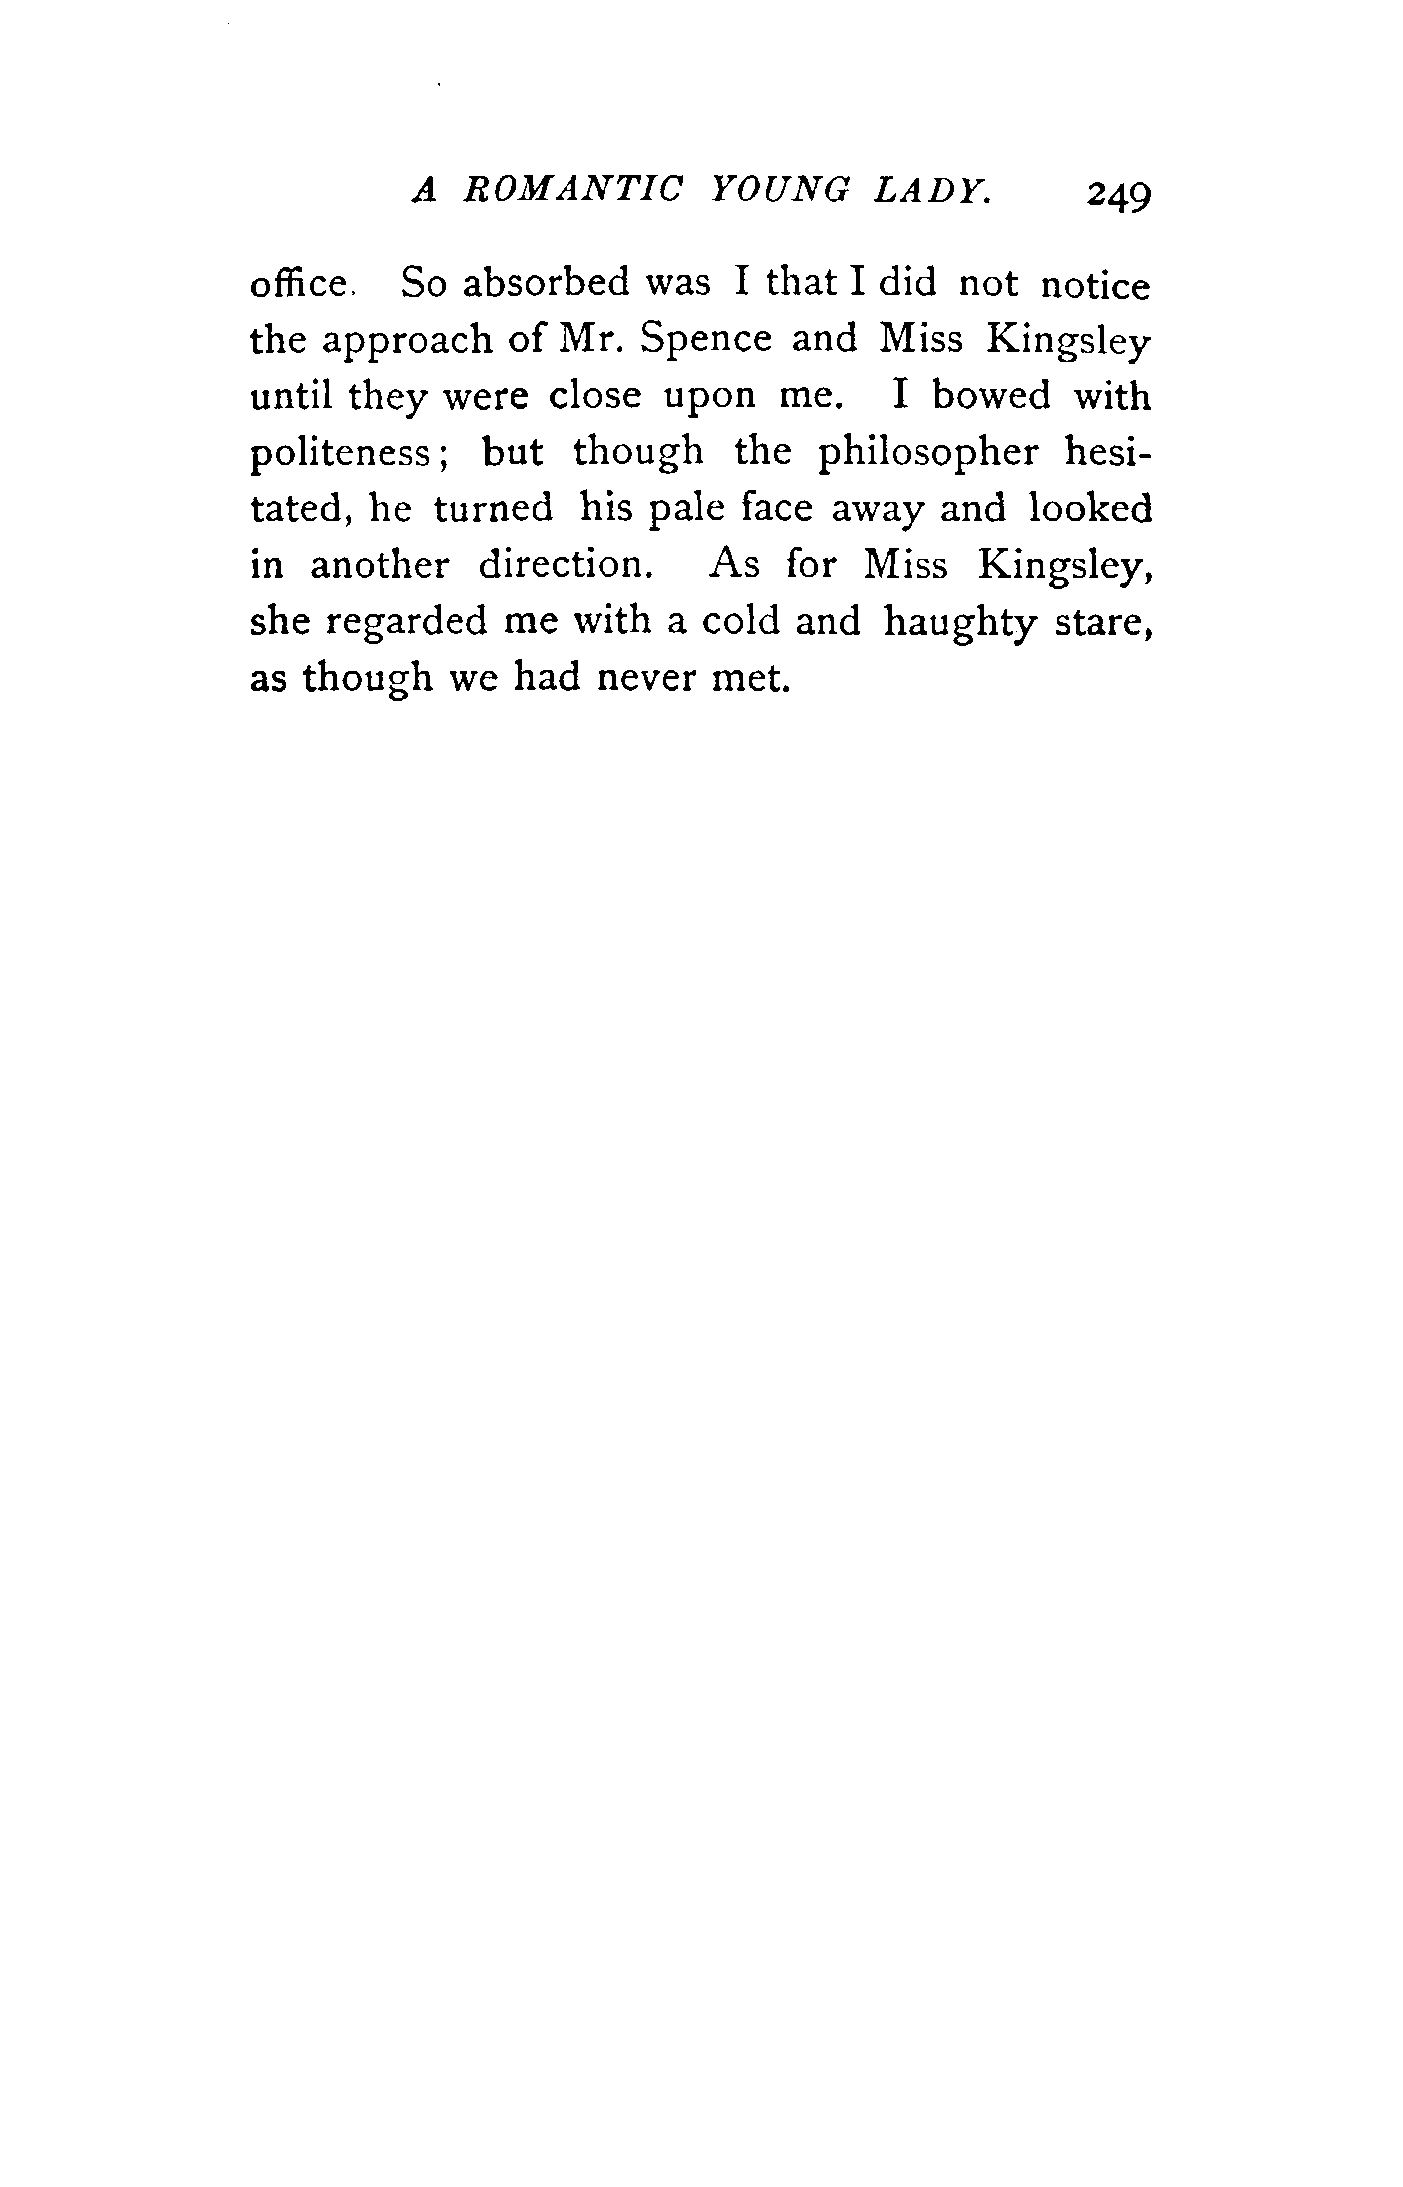 A ROMANTIC YOUNG LADY. 249
office. So absorbed was I that I did not notice
the approach of Mr. Spence and Miss Kingsley
until they were close upon me. I bowed with
politeness; but though the philosopher hesi-
tated, he turned his pale face away and looked
in another direction. As for Miss Kingsley,
she regarded me with a cold and haughty stare,
as though we had never met.